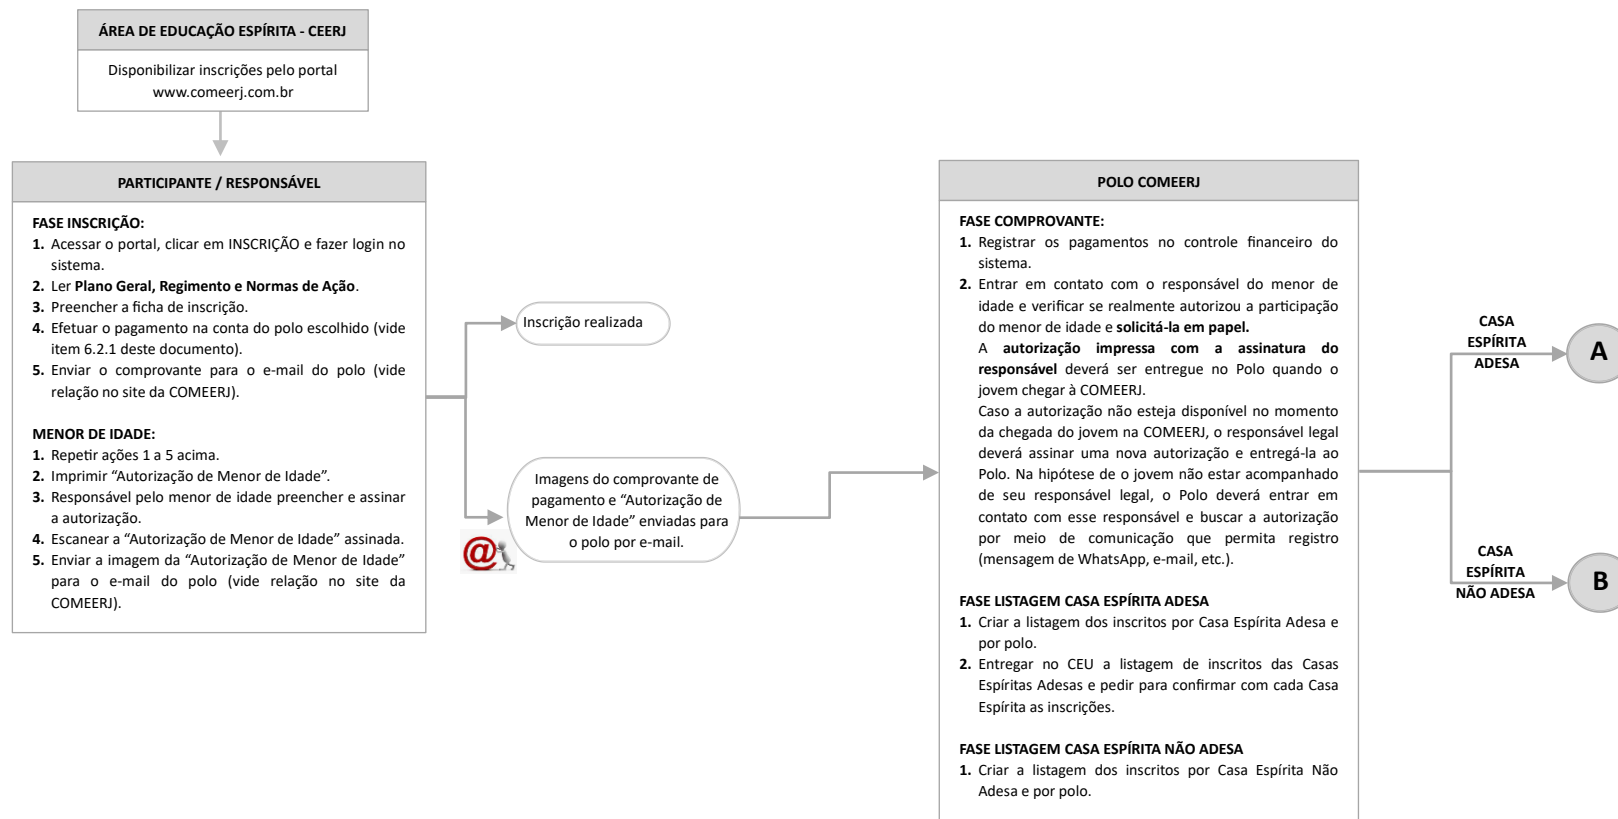 ÁREA DE EDUCAÇÃO ESPÍRITA - CEERJ
Disponibilizar inscrições pelo portal
www.comeerj.com.br
PARTICIPANTE / RESPONSÁVEL
FASE INSCRIÇÃO:
1. Acessar o portal, clicar em INSCRIÇÃO e fazer login no
sistema.
2. Ler Plano Geral, Regimento e Normas de Ação.
3. Preencher a ficha de inscrição.
4. Efetuar o pagamento na conta do polo escolhido (vide
item 6.2.1 deste documento).
5. Enviar o comprovante para o e-mail do polo (vide
relação no site da COMEERJ).
MENOR DE IDADE:
1. Repetir ações 1 a 5 acima.
2. Imprimir “Autorização de Menor de Idade”.
3. Responsável pelo menor de idade preencher e assinar
a autorização.
4. Escanear a “Autorização de Menor de Idade” assinada.
5. Enviar a imagem da “Autorização de Menor de Idade”
para o e-mail do polo (vide relação no site da
COMEERJ).
Inscrição realizada
Imagens do comprovante de
pagamento e “Autorização de
Menor de Idade” enviadas para
o polo por e-mail.
@
POLO COMEERJ
FASE COMPROVANTE:
1. Registrar os pagamentos no controle financeiro do
sistema.
2. Entrar em contato com o responsável do menor de
idade e verificar se realmente autorizou a participação
do menor de idade e solicitá-la em papel.
A autorização impressa com a assinatura do
responsável deverá ser entregue no Polo quando o
jovem chegar à COMEERJ.
Caso a autorização não esteja disponível no momento
da chegada do jovem na COMEERJ, o responsável legal
deverá assinar uma nova autorização e entregá-la ao
Polo. Na hipótese de o jovem não estar acompanhado
de seu responsável legal, o Polo deverá entrar em
contato com esse responsável e buscar a autorização
por meio de comunicação que permita registro
(mensagem de WhatsApp, e-mail, etc.).
FASE LISTAGEM CASA ESPÍRITA ADESA
1. Criar a listagem dos inscritos por Casa Espírita Adesa e
por polo.
2. Entregar no CEU a listagem de inscritos das Casas
Espíritas Adesas e pedir para confirmar com cada Casa
Espírita as inscrições.
FASE LISTAGEM CASA ESPÍRITA NÃO ADESA
1. Criar a listagem dos inscritos por Casa Espírita Não
Adesa e por polo.
CASA
ESPÍRITA
ADESA
A
CASA
ESPÍRITA
NÃO ADESA
B